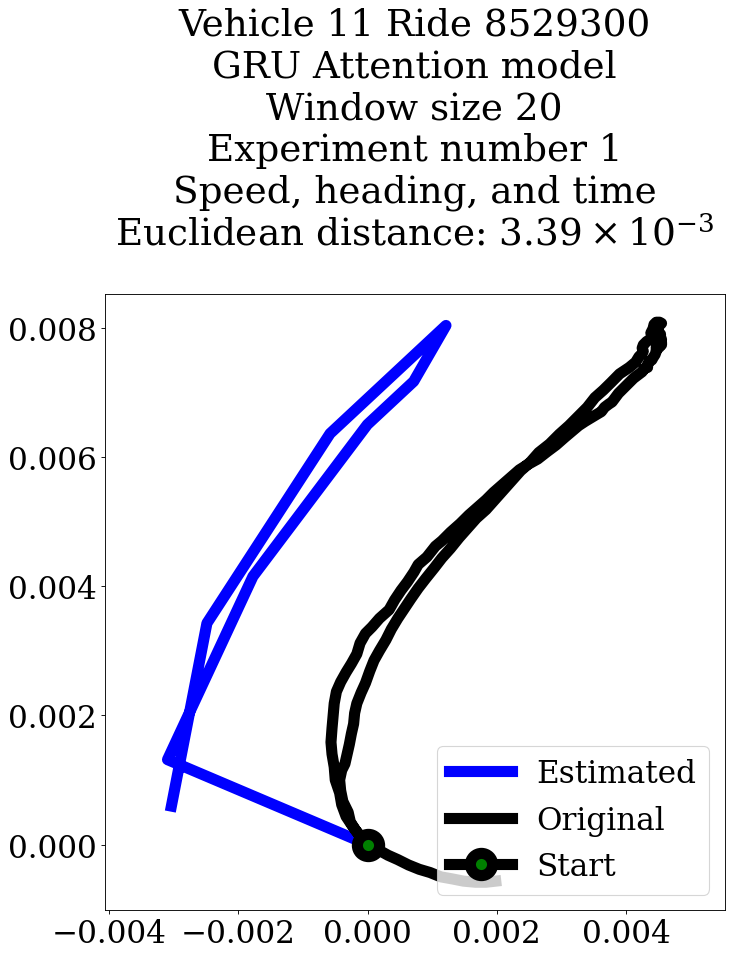 Vehicle 11 Ride 8529300
GRU Attention model
Window size 20
Experiment number 1
Speed, heading, and time
Euclidean distance: 3.39 × 10⁻³
0.008
0.006
0.004
0.002
0.000
Estimated
Original
Start
−0.004 −0.002 0.000 0.002 0.004